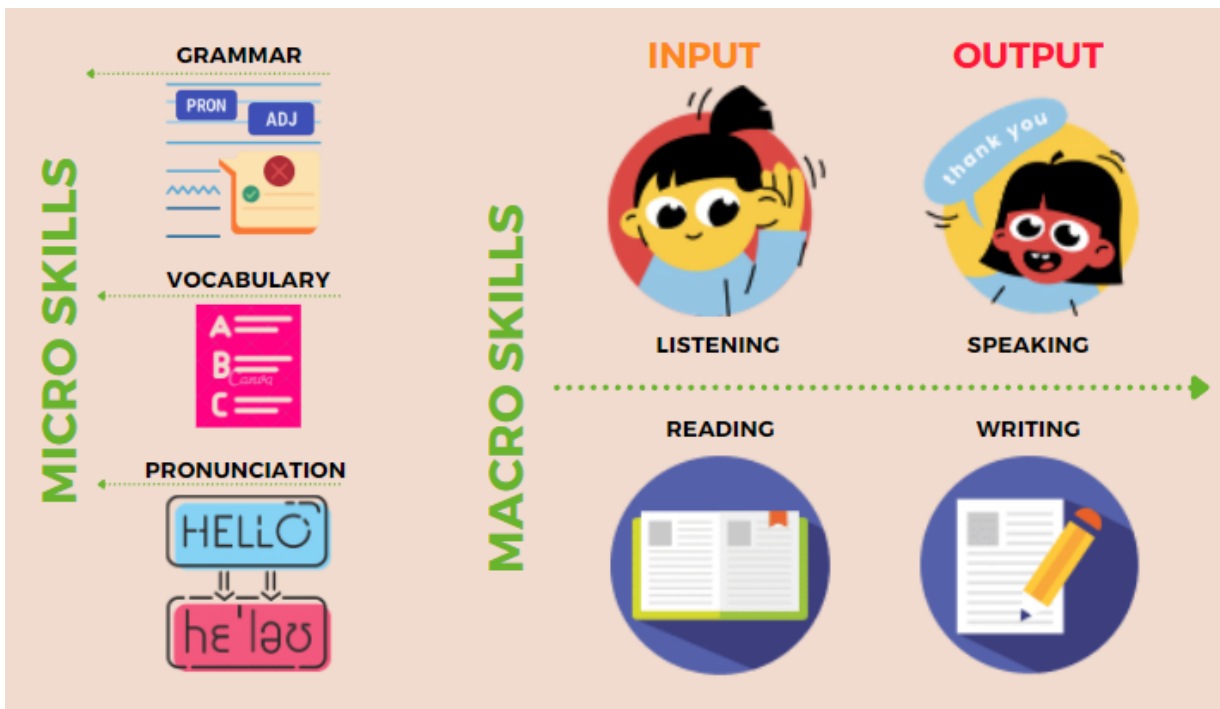 MICRO SKILLS
GRAMMAR
PRON
ADJ
VOCABULARY
A
B
Canva
C
PRONUNCIATION
HELLO
hɛˈləʊ
MACRO SKILLS
INPUT
OUTPUT
thank you
LISTENING
SPEAKING
READING
WRITING